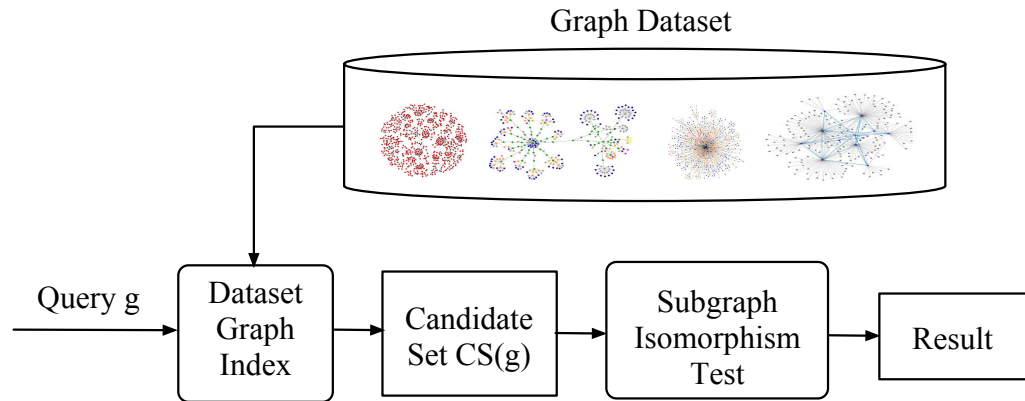 Graph Dataset
Query g
Dataset
Graph
Index
Candidate
Set CS(g)
Subgraph
Isomorphism
Test
Result